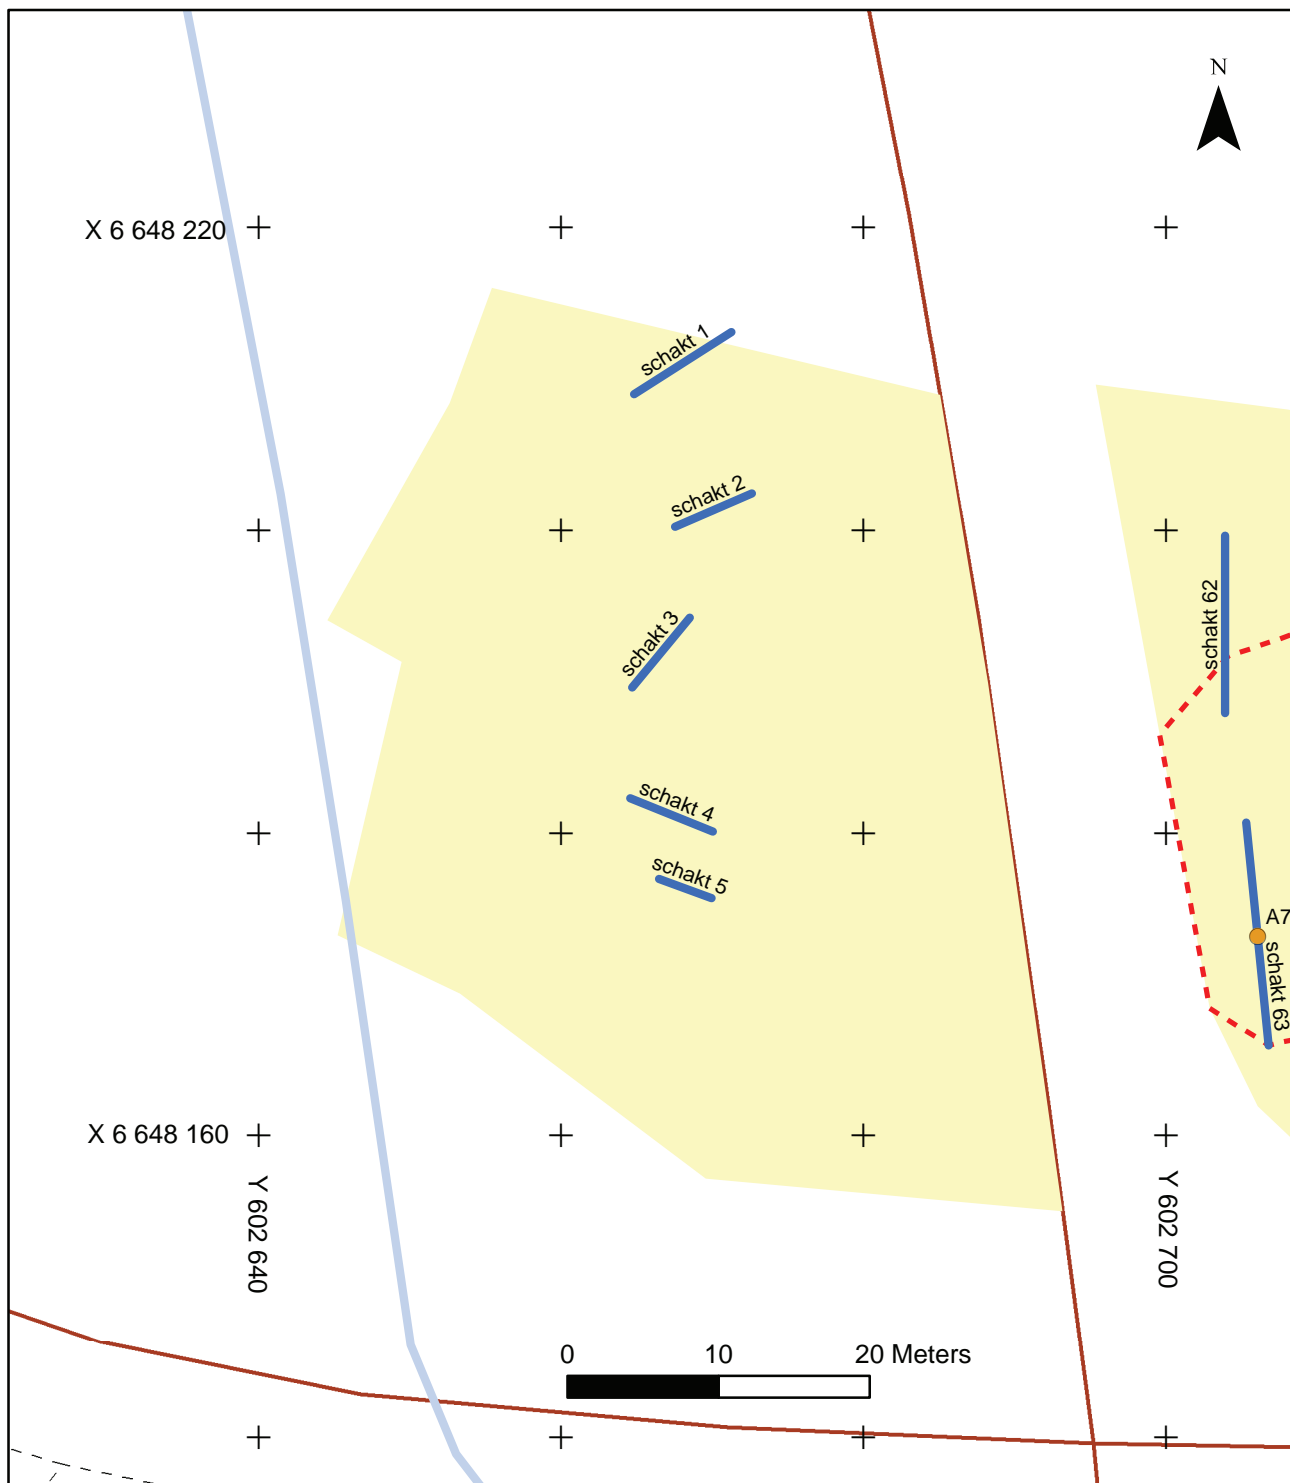 N
X 6 648 220
schakt 1
schakt 2
schakt 3
schakt 62
schakt 4
schakt 5
A7
schakt 63
X 6 648 160
Y 602 640
Y 602 700
0 10 20 Meters